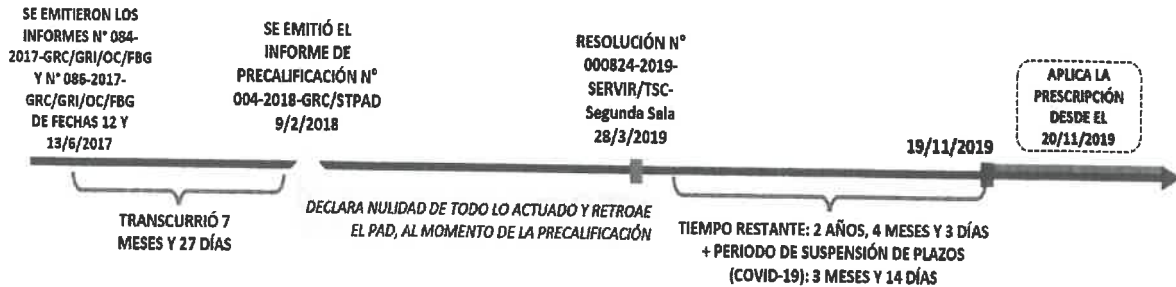 SE EMITIERON LOS
INFORMES N° 084-
2017-GRC/GRI/OC/FBG
Y N° 086-2017-
GRC/GRI/OC/FBG
DE FECHAS 12 Y
13/6/2017
SE EMITIÓ EL
INFORME DE
PRECALIFICACIÓN N°
004-2018-GRC/STPAD
9/2/2018
RESOLUCIÓN N°
000824-2019-
SERVIR/TSC-
Segunda Sala
28/3/2019
19/11/2019
APLICA LA
PRESCRIPCIÓN
DESDE EL
20/11/2019
TRANSCURRIÓ 7
MESES Y 27 DÍAS
DECLARA NULIDAD DE TODO LO ACTUADO Y RETROAE
EL PAD, AL MOMENTO DE LA PRECALIFICACIÓN
TIEMPO RESTANTE: 2 AÑOS, 4 MESES Y 3 DÍAS
+ PERIODO DE SUSPENSIÓN DE PLAZOS
(COVID-19): 3 MESES Y 14 DÍAS